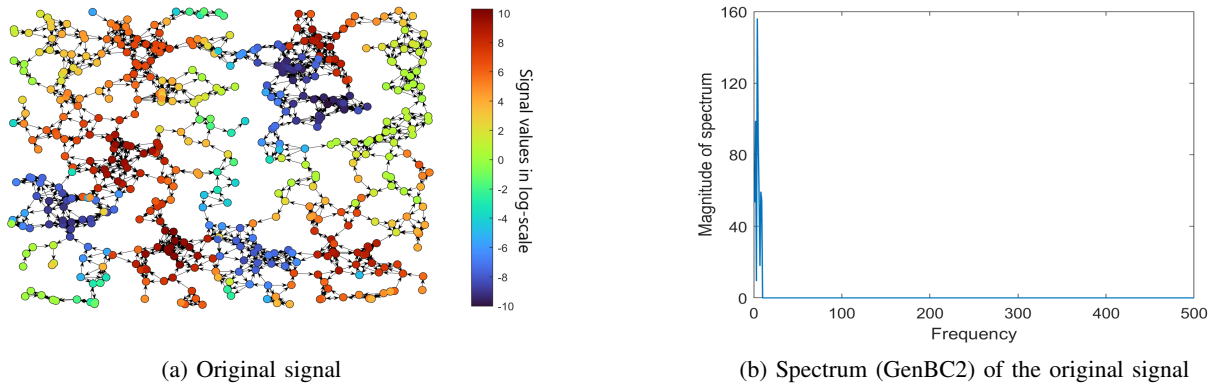 10
8
6
4
2
0
-2
-4
-6
-8
-10
Signal values in log-scale
(a) Original signal
160
120
80
40
0
Magnitude of spectrum
0 100 200 300 400 500
Frequency
(b) Spectrum (GenBC2) of the original signal